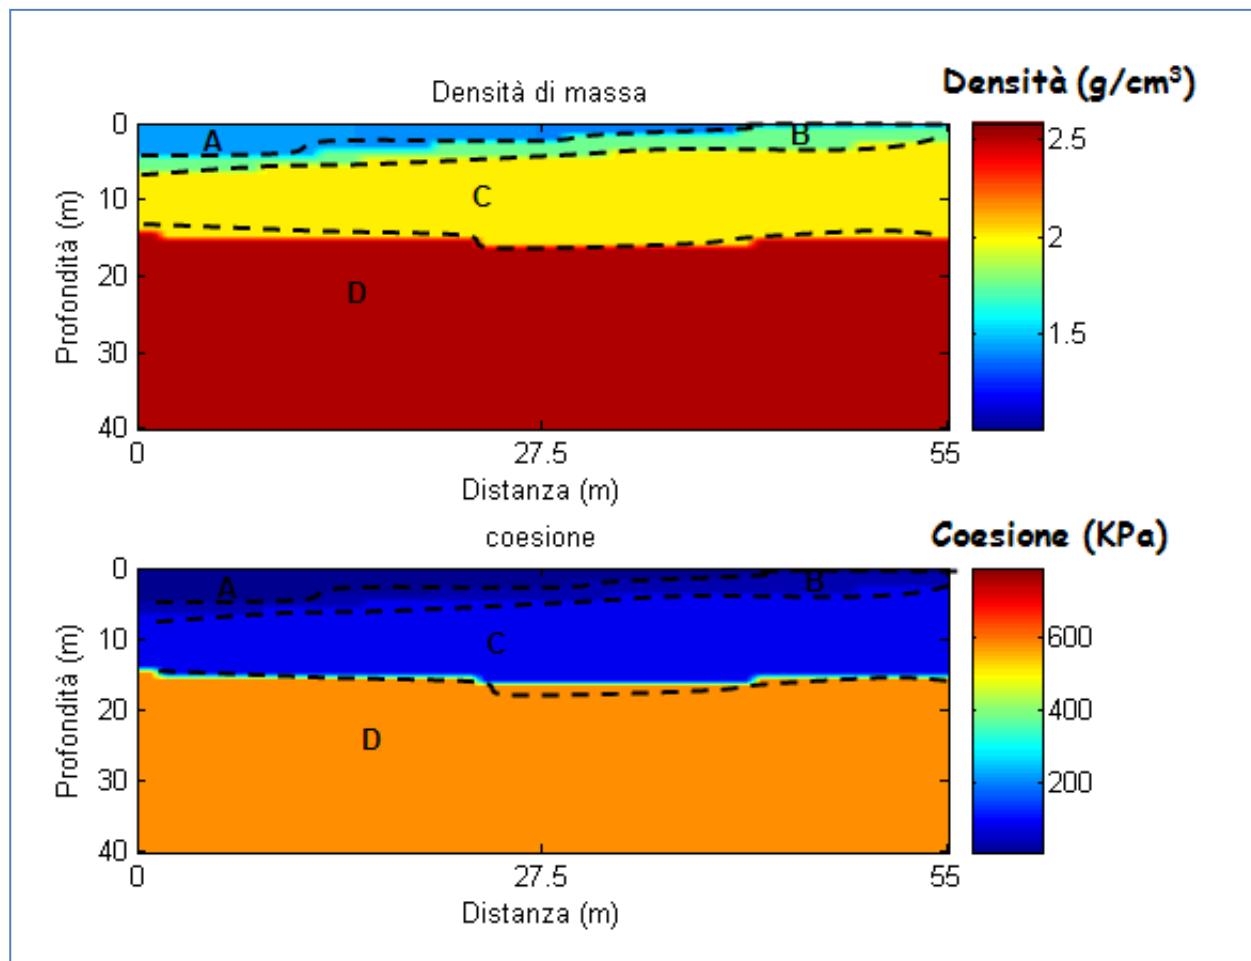 Densità (g/cm³)
Densità di massa
0
10
20
30
40
Profondità (m)
A
B
C
D
0
27.5
55
Distanza (m)
2.5
2
1.5
Coesione (KPa)
coesione
0
10
20
30
40
Profondità (m)
A
B
C
D
0
27.5
55
Distanza (m)
600
400
200